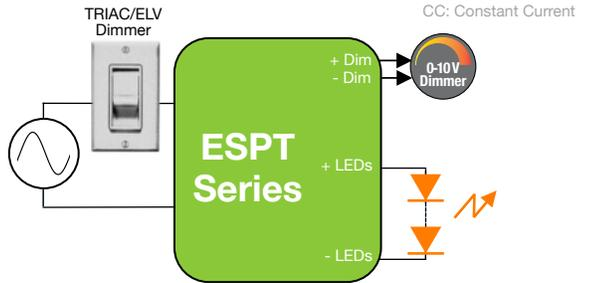 CC: Constant Current
TRIAC/ELV
Dimmer
+ Dim
- Dim
0-10V
Dimmer
ESPT
Series
+ LEDs
- LEDs